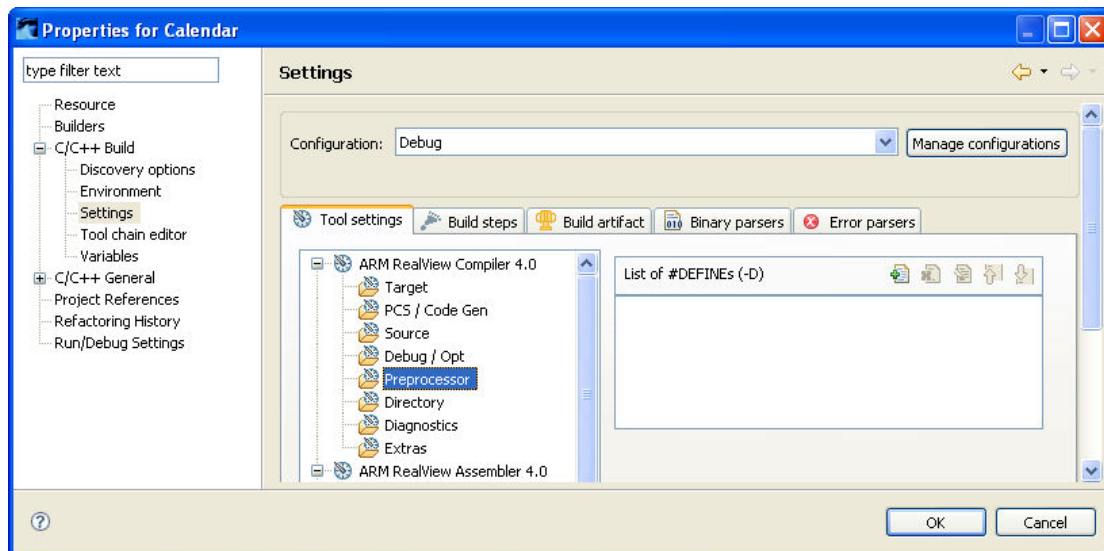 Properties for Calendar
type filter text
Settings
Resource
Builders
C/C++ Build
Discovery options
Environment
Settings
Tool chain editor
Variables
C/C++ General
Project References
Refactoring History
Run/Debug Settings
Configuration: Debug Manage configurations
Tool settings Build steps Build artifact Binary parsers Error parsers
ARM RealView Compiler 4.0
Target
PCS / Code Gen
Source
Debug / Opt
Preprocessor
Directory
Diagnostics
Extras
ARM RealView Assembler 4.0
List of #DEFINEs (-D)
? OK Cancel